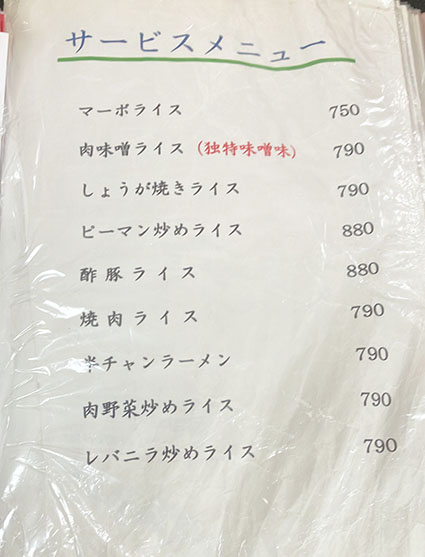 サービスメニュー
マーボライス 750
肉味噌ライス (独特味噌味) 790
しょうが焼きライス 790
ピーマン炒めライス 880
酢豚ライス 880
焼肉ライス 790
半チャンラーメン 790
肉野菜炒めライス 790
レバニラ炒めライス 790